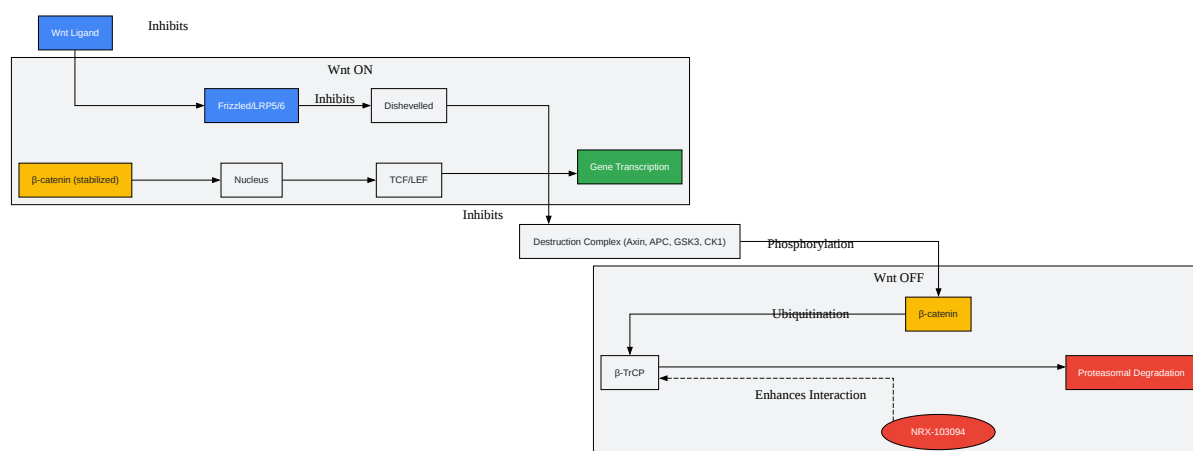 Wnt Ligand
Inhibits
Wnt ON
Frizzled/LRP5/6
Inhibits
Dishevelled
β-catenin (stabilized)
Nucleus
TCF/LEF
Gene Transcription
Inhibits
Destruction Complex (Axin, APC, GSK3, CK1)
Phosphorylation
Wnt OFF
β-catenin
Ubiquitination
β-TrCP
Proteasomal Degradation
Enhances Interaction
NRX-103094